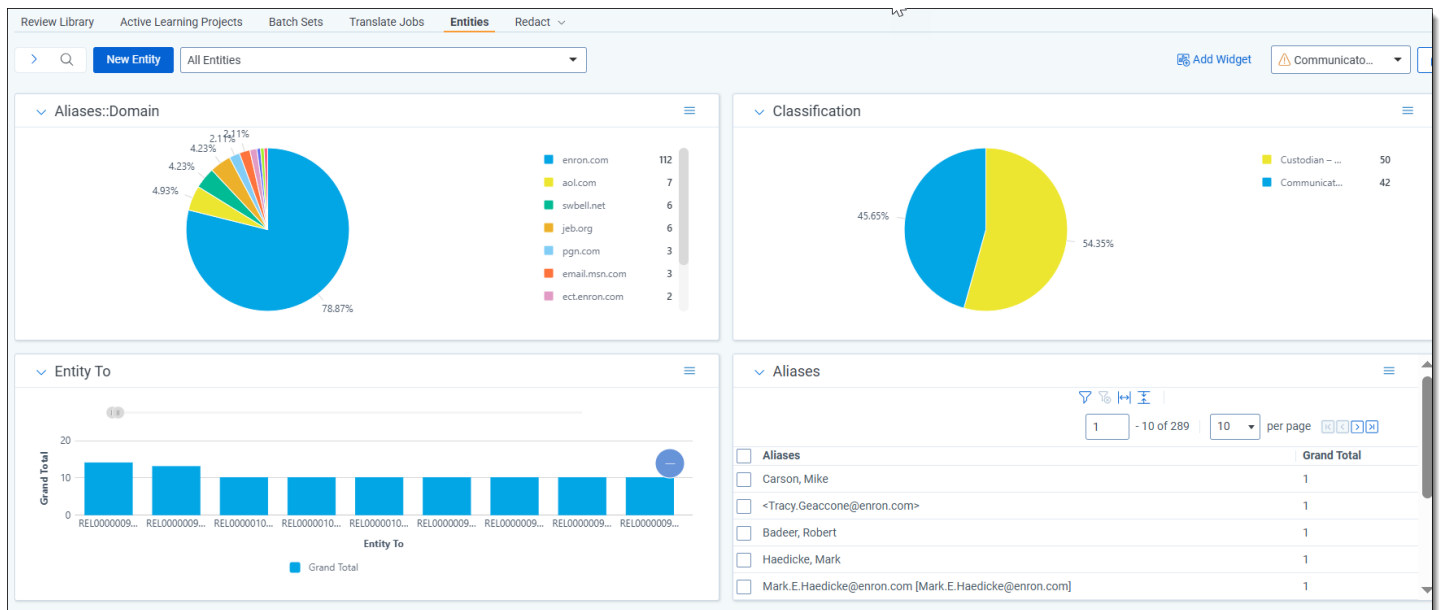 Review Library Active Learning Projects Batch Sets Translate Jobs Entities Redact
New Entity All Entities Add Widget Communicato...
Aliases::Domain
2.11%
2.11%
4.23%
4.23%
4.93%
78.87%
enron.com 112
aol.com 7
swbell.net 6
jeb.org 6
pgn.com 3
email.msn.com 3
ect.enron.com 2
Classification
45.65%
54.35%
Custodian – ... 50
Communicat... 42
Entity To
20
10
0
Grand Total
REL0000009... REL0000009... REL0000010... REL0000010... REL0000010... REL0000009... REL0000009... REL0000009... REL0000009...
Entity To
Grand Total
Aliases
1 - 10 of 289 10 per page
Aliases Grand Total
Carson, Mike 1
<Tracy.Geaccone@enron.com> 1
Badeer, Robert 1
Haedicke, Mark 1
Mark.E.Haedicke@enron.com [Mark.E.Haedicke@enron.com] 1